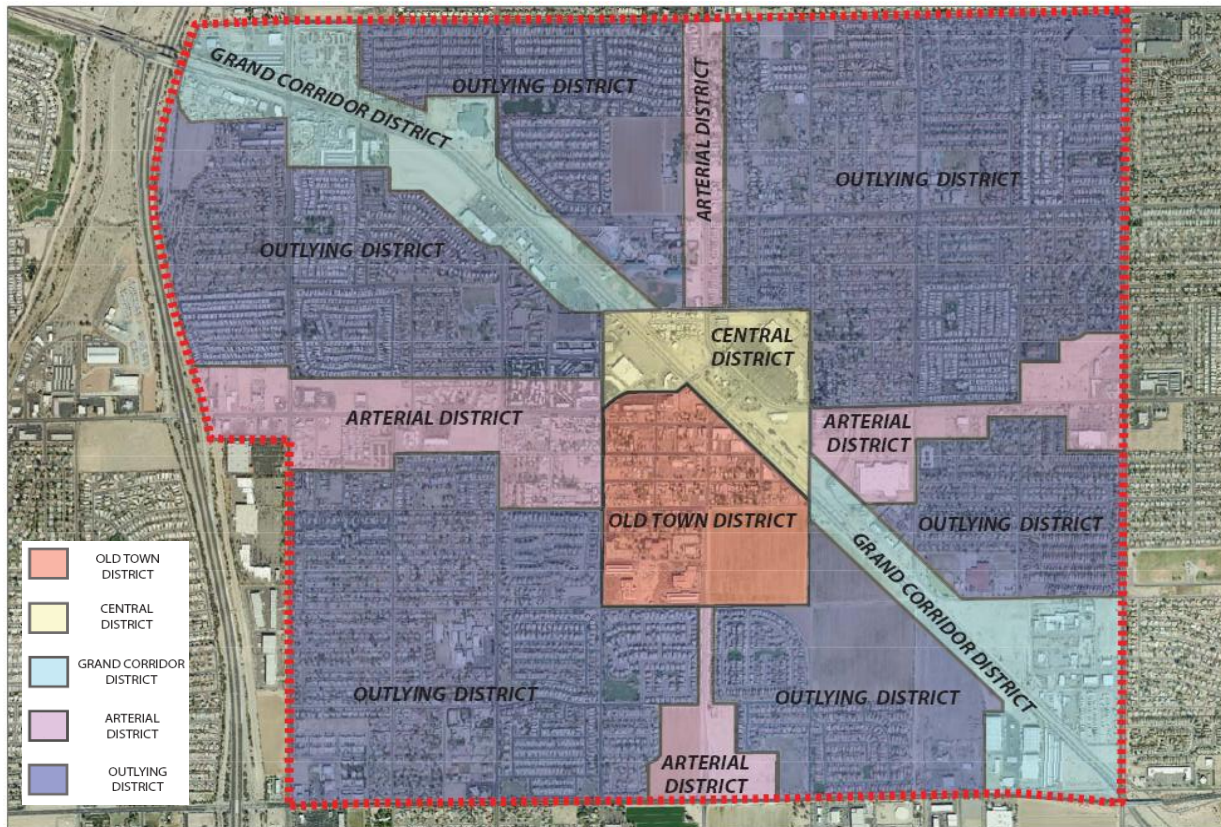 GRAND CORRIDOR DISTRICT
OUTLYING DISTRICT
ARTERIAL DISTRICT
OUTLYING DISTRICT
OUTLYING DISTRICT
CENTRAL
DISTRICT
ARTERIAL DISTRICT
ARTERIAL
DISTRICT
OLD TOWN DISTRICT
OUTLYING DISTRICT
GRAND CORRIDOR DISTRICT
OUTLYING DISTRICT
OUTLYING DISTRICT
ARTERIAL
DISTRICT
OLD TOWN
DISTRICT
CENTRAL
DISTRICT
GRAND CORRIDOR
DISTRICT
ARTERIAL
DISTRICT
OUTLYING
DISTRICT